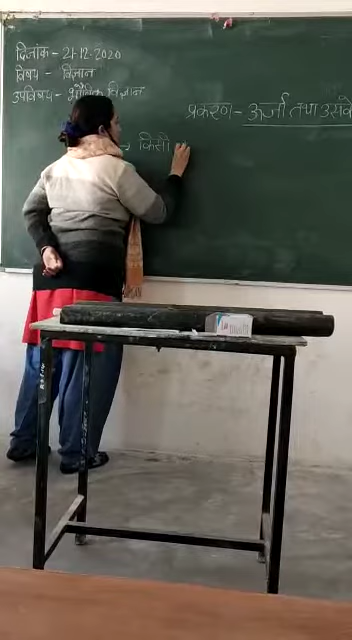 दिनांक - 21-12-2020
विषय - विज्ञान
उपविषय - भौतिक विज्ञान
प्रकरण - ऊर्जा तथा उसके
किसी